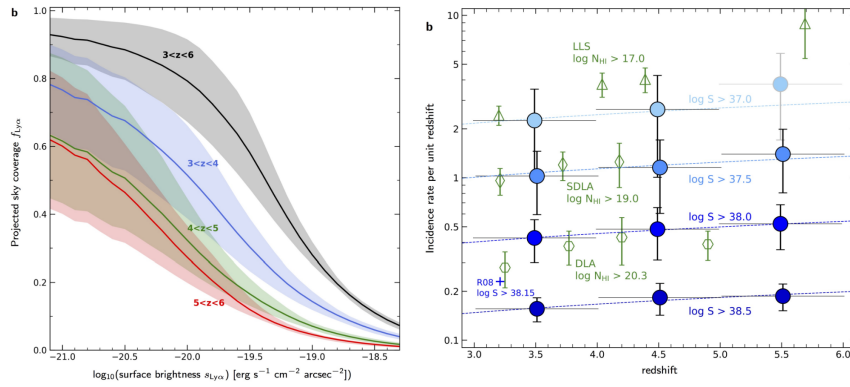 b
Projected sky coverage fLyα
1.0
0.8
0.6
0.4
0.2
0.0
3<z<6
3<z<4
4<z<5
5<z<6
-21.0 -20.5 -20.0 -19.5 -19.0 -18.5
log10(surface brightness sLyα) [erg s−1 cm−2 arcsec−2])
b
Incidence rate per unit redshift
10
5
2
1
0.5
0.2
0.1
LLS
log NHI > 17.0
log S > 37.0
log S > 37.5
SDLA
log NHI > 19.0
log S > 38.0
DLA
log NHI > 20.3
R08
log S > 38.15
log S > 38.5
3.0 3.5 4.0 4.5 5.0 5.5 6.0
redshift